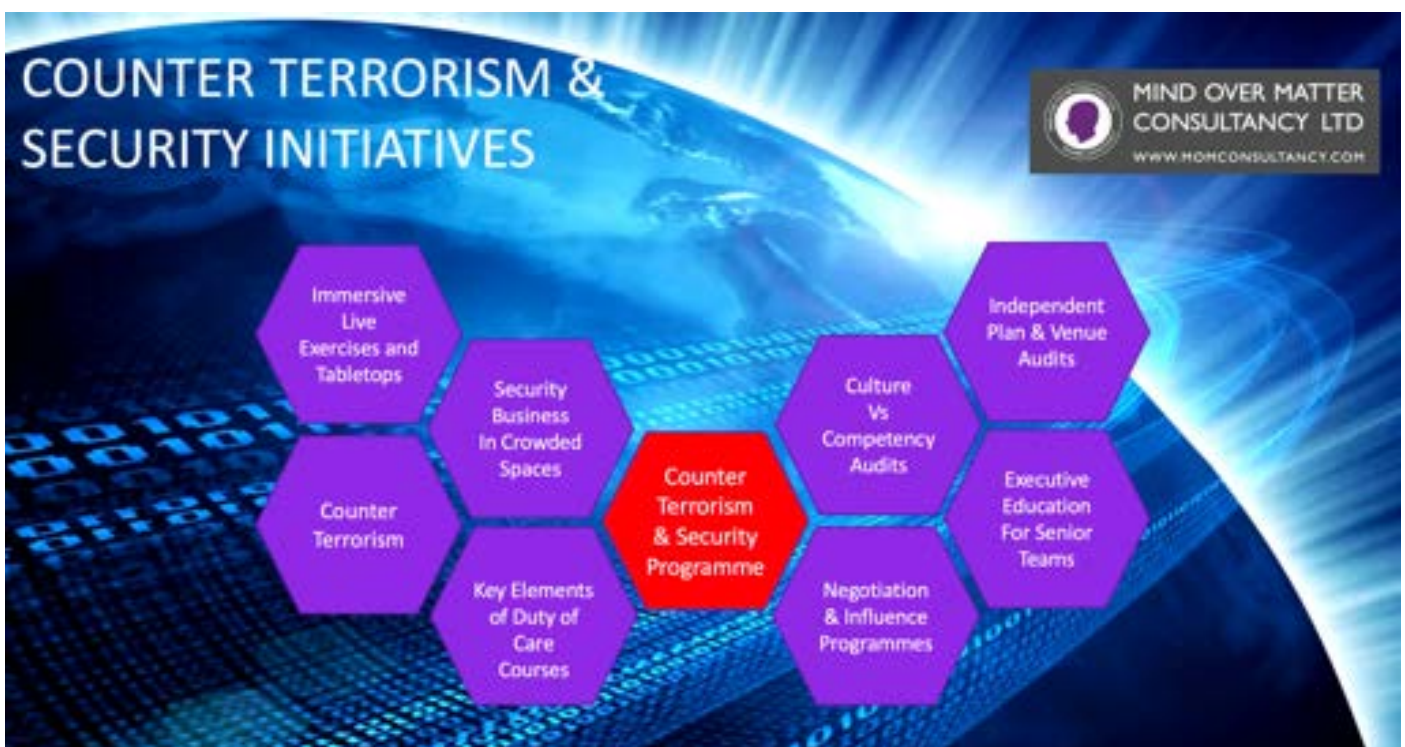 COUNTER TERRORISM &
SECURITY INITIATIVES
MIND OVER MATTER
CONSULTANCY LTD
WWW.MOMCONSULTANCY.COM
Immersive
Live
Exercises and
Tabletops
Security
Business
In Crowded
Spaces
Counter
Terrorism
Key Elements
of Duty of
Care
Courses
Counter
Terrorism
& Security
Programme
Culture
Vs
Competency
Audits
Independent
Plan & Venue
Audits
Executive
Education
For Senior
Teams
Negotiation
& Influence
Programmes